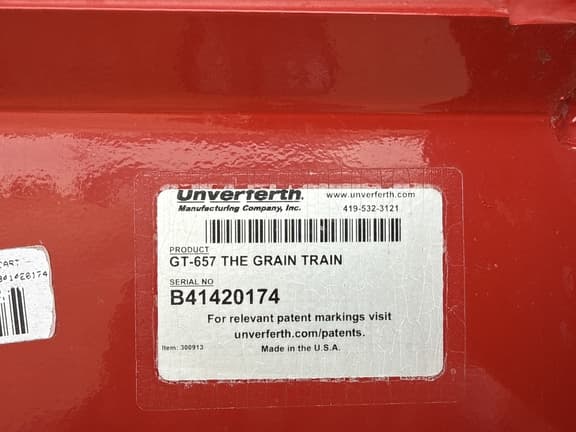 Unverferth.
www.unverferth.com
Manufacturing Company, Inc.
419-532-3121
PRODUCT
GT-657 THE GRAIN TRAIN
SERIAL NO
B41420174
For relevant patent markings visit
unverferth.com/patents.
Item: 300913
Made in the U.S.A.
CART -